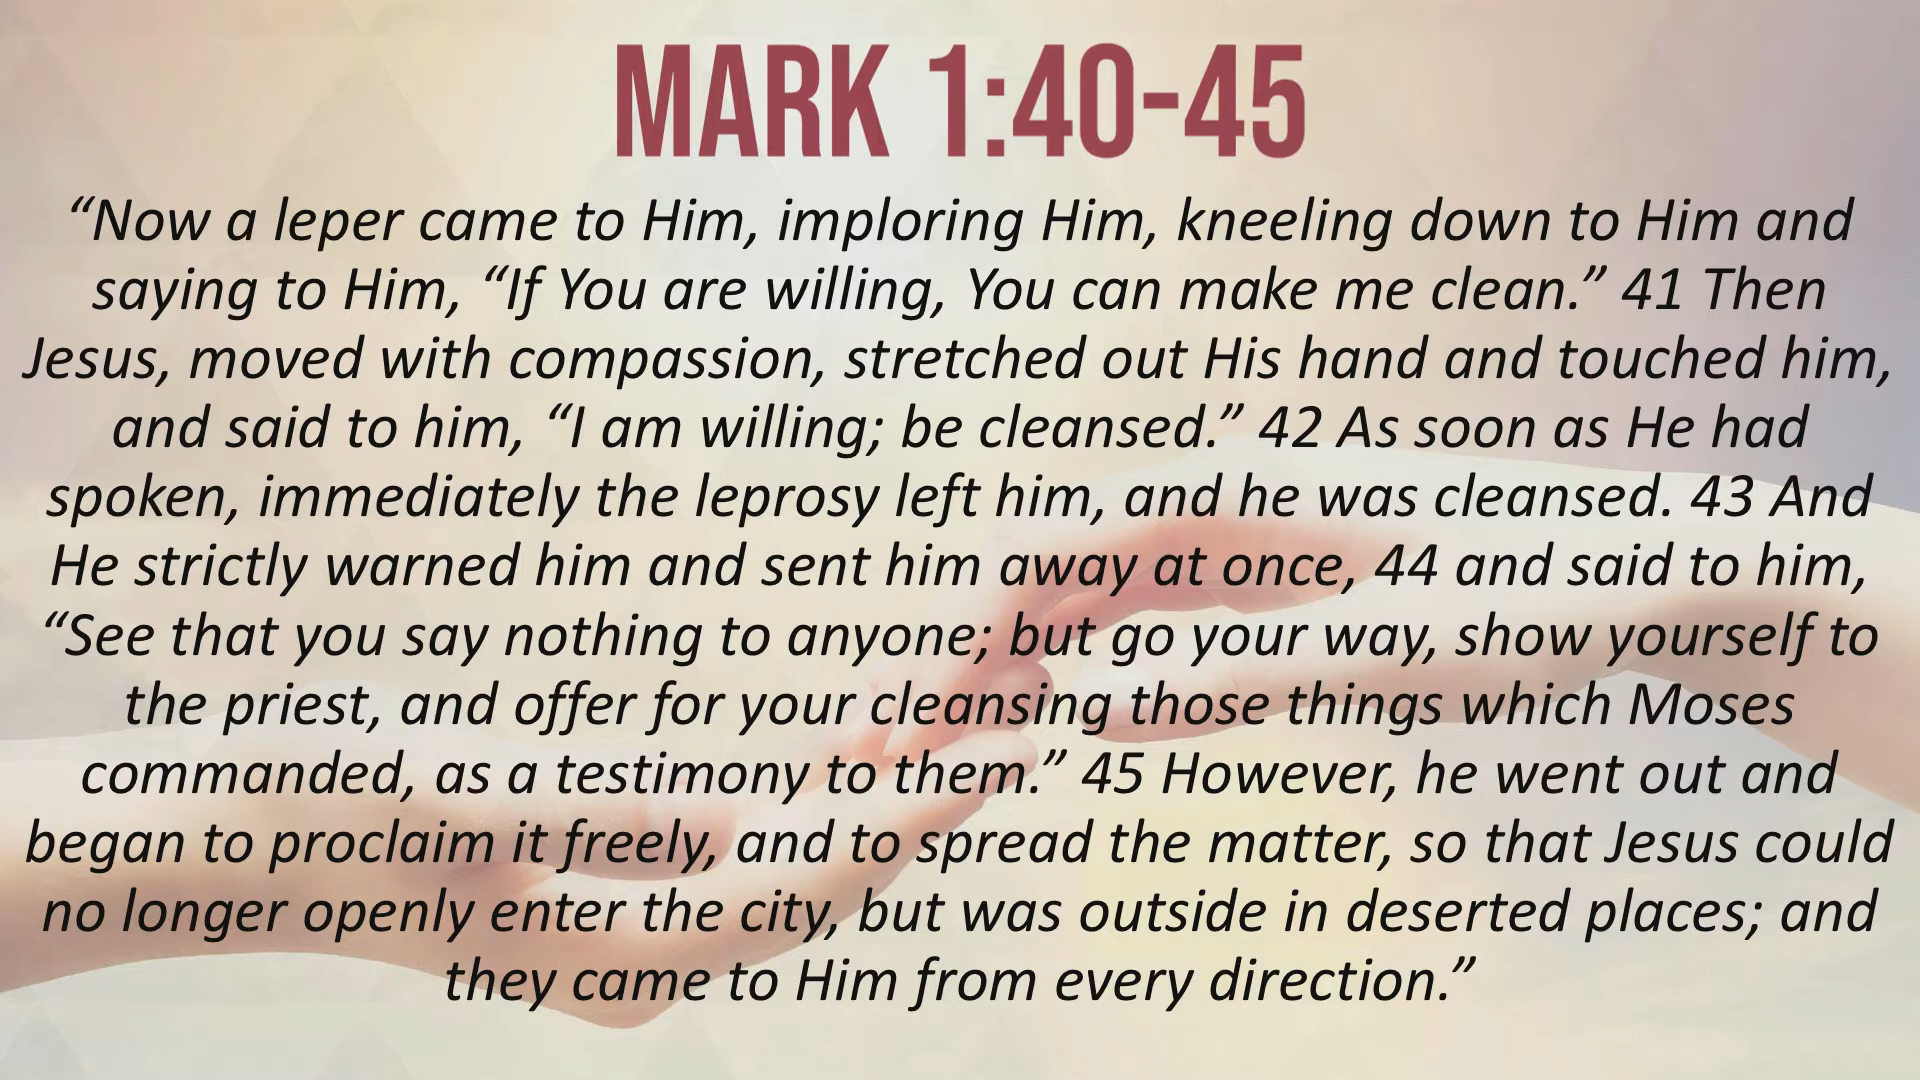 MARK 1:40-45
“Now a leper came to Him, imploring Him, kneeling down to Him and
saying to Him, “If You are willing, You can make me clean.” 41 Then
Jesus, moved with compassion, stretched out His hand and touched him,
and said to him, “I am willing; be cleansed.” 42 As soon as He had
spoken, immediately the leprosy left him, and he was cleansed. 43 And
He strictly warned him and sent him away at once, 44 and said to him,
“See that you say nothing to anyone; but go your way, show yourself to
the priest, and offer for your cleansing those things which Moses
commanded, as a testimony to them.” 45 However, he went out and
began to proclaim it freely, and to spread the matter, so that Jesus could
no longer openly enter the city, but was outside in deserted places; and
they came to Him from every direction.”